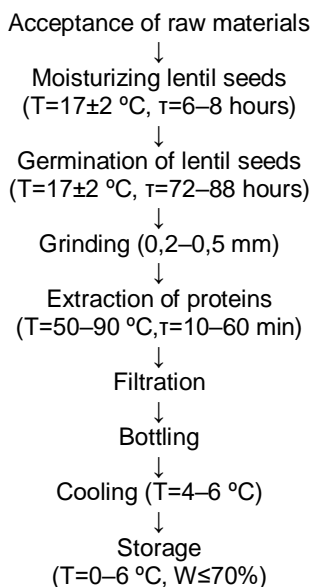 Acceptance of raw materials
↓
Moisturizing lentil seeds
(T=17±2 ºC, τ=6–8 hours)
↓
Germination of lentil seeds
(T=17±2 ºC, τ=72–88 hours)
↓
Grinding (0,2–0,5 mm)
↓
Extraction of proteins
(T=50–90 ºC,τ=10–60 min)
↓
Filtration
↓
Bottling
↓
Cooling (T=4–6 ºC)
↓
Storage
(T=0–6 ºC, W≤70%)